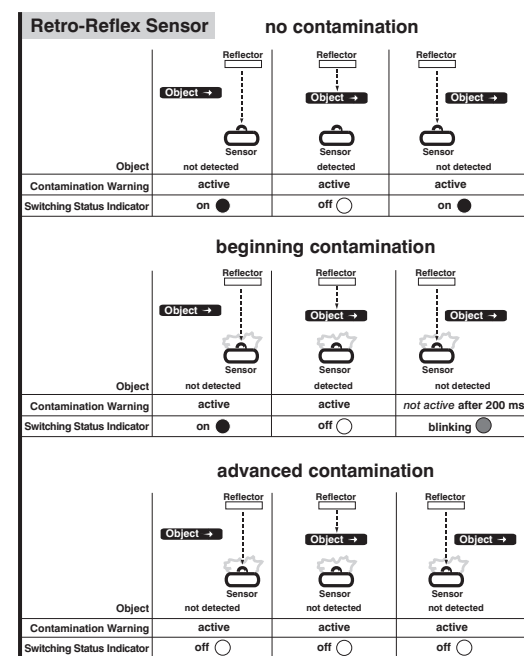 Retro-Reflex Sensor
no contamination
Reflector Reflector Reflector
Object → Object → Object →
Sensor Sensor Sensor
Object not detected detected not detected
Contamination Warning active active active
Switching Status Indicator on off on
beginning contamination
Reflector Reflector Reflector
Object → Object → Object →
Sensor Sensor Sensor
Object not detected detected not detected
Contamination Warning active active not active after 200 ms
Switching Status Indicator on off blinking
advanced contamination
Reflector Reflector Reflector
Object → Object → Object →
Sensor Sensor Sensor
Object not detected not detected not detected
Contamination Warning active active active
Switching Status Indicator off off off